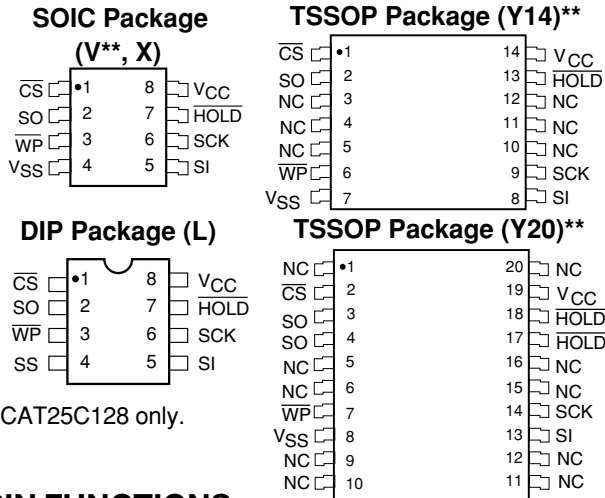 SOIC Package
(V**, X)
CS 1 8 VCC
SO 2 7 HOLD
WP 3 6 SCK
VSS 4 5 SI
TSSOP Package (Y14)**
CS 1 14 VCC
SO 2 13 HOLD
NC 3 12 NC
NC 4 11 NC
NC 5 10 NC
WP 6 9 SCK
VSS 7 8 SI
DIP Package (L)
CS 1 8 VCC
SO 2 7 HOLD
WP 3 6 SCK
SS 4 5 SI
CAT25C128 only.
TSSOP Package (Y20)**
NC 1 20 NC
CS 2 19 VCC
SO 3 18 HOLD
SO 4 17 HOLD
NC 5 16 NC
NC 6 15 NC
WP 7 14 SCK
VSS 8 13 SI
NC 9 12 NC
NC 10 11 NC